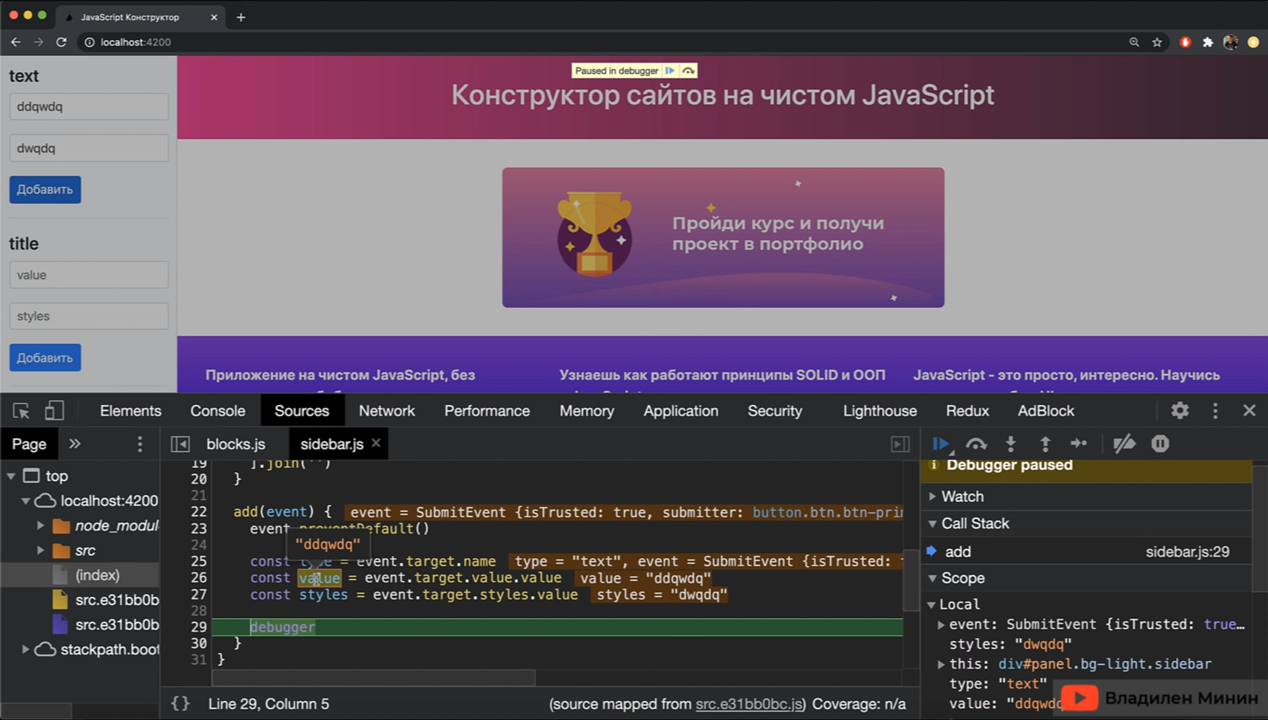 JavaScript Конструктор
localhost:4200
text
ddqwdq
dwqdq
Добавить
title
value
styles
Добавить
Paused in debugger
Конструктор сайтов на чистом JavaScript
Пройди курс и получи
проект в портфолио
Приложение на чистом JavaScript, без
Узнаешь как работают принципы SOLID и ООП
JavaScript - это просто, интересно. Научись
Elements Console Sources Network Performance Memory Application Security Lighthouse Redux AdBlock
Page
blocks.js
sidebar.js
top
localhost:4200
node_modul
src
(index)
src.e31bb0b
src.e31bb0b
stackpath.boot
19 ].join('')
20 }
21
22 add(event) { event = SubmitEvent {isTrusted: true, submitter: button.btn.btn-prim
23 event.preventDefault()
24
"ddqwdq"
25 const type = event.target.name type = "text", event = SubmitEvent {isTrusted: t
26 const value = event.target.value.value value = "ddqwdq"
27 const styles = event.target.styles.value styles = "dwqdq"
28
29 debugger
30 }
31 }
{} Line 29, Column 5
(source mapped from src.e31bb0bc.js) Coverage: n/a
Debugger paused
Watch
Call Stack
add sidebar.js:29
Scope
Local
event: SubmitEvent {isTrusted: true…
styles: "dwqdq"
this: div#panel.bg-light.sidebar
type: "text"
value: "ddqwdq
Владилен Минин